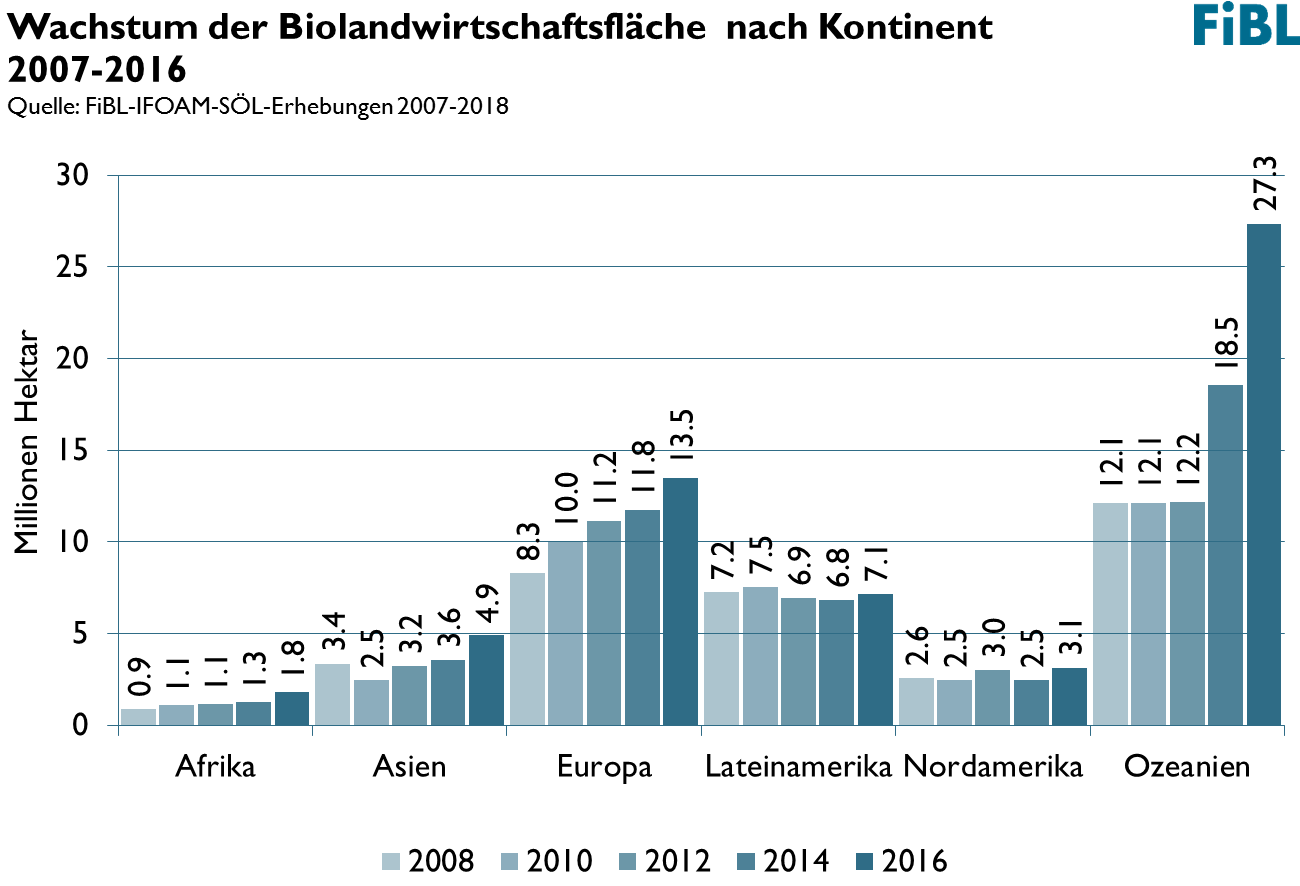 Wachstum der Biolandwirtschaftsfläche  nach Kontinent
2007-2016
FiBL
Quelle: FiBL-IFOAM-SÖL-Erhebungen 2007-2018
Millionen Hektar
30
25
20
15
10
5
0
0.9 1.1 1.1 1.3 1.8
3.4 2.5 3.2 3.6 4.9
8.3 10.0 11.2 11.8 13.5
7.2 7.5 6.9 6.8 7.1
2.6 2.5 3.0 2.5 3.1
12.1 12.1 12.2 18.5 27.3
Afrika Asien Europa Lateinamerika Nordamerika Ozeanien
2008 2010 2012 2014 2016